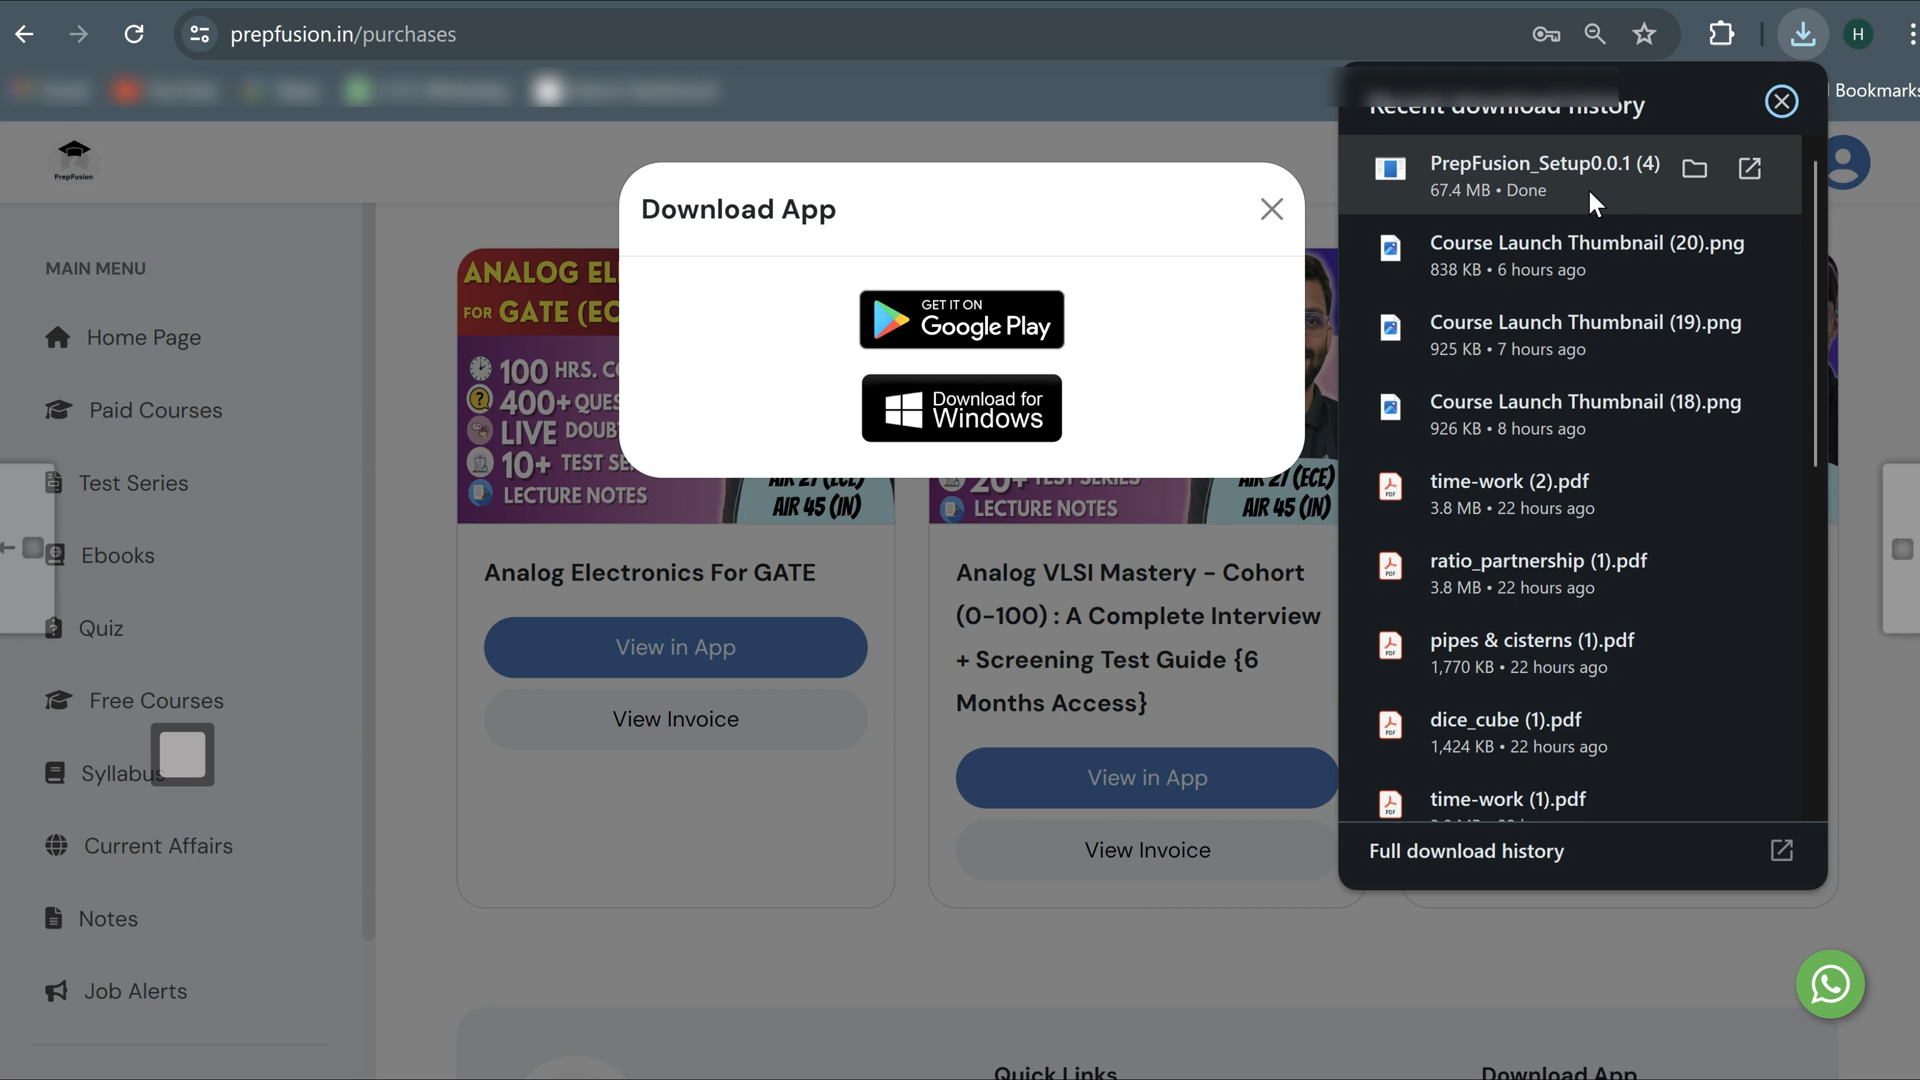 prepfusion.in/purchases
H
Bookmarks
PrepFusion
MAIN MENU
Home Page
Paid Courses
Test Series
Ebooks
Quiz
Free Courses
Syllabus
Current Affairs
Notes
Job Alerts
ANALOG EL
FOR GATE (EC
100 HRS. C
400+ QUES
LIVE DOUB
10+ TEST SE
LECTURE NOTES
AIR 27 (ECE)
AIR 45 (IN)
Analog Electronics For GATE
View in App
View Invoice
Download App
GET IT ON
Google Play
Download for
Windows
20+ TEST SERIES
LECTURE NOTES
AIR 27 (ECE)
AIR 45 (IN)
Analog VLSI Mastery - Cohort
(0-100) : A Complete Interview
+ Screening Test Guide {6
Months Access}
View in App
View Invoice
Recent download history
PrepFusion_Setup0.0.1 (4)
67.4 MB • Done
Course Launch Thumbnail (20).png
838 KB • 6 hours ago
Course Launch Thumbnail (19).png
925 KB • 7 hours ago
Course Launch Thumbnail (18).png
926 KB • 8 hours ago
time-work (2).pdf
3.8 MB • 22 hours ago
ratio_partnership (1).pdf
3.8 MB • 22 hours ago
pipes & cisterns (1).pdf
1,770 KB • 22 hours ago
dice_cube (1).pdf
1,424 KB • 22 hours ago
time-work (1).pdf
Full download history
Quick Links
Download App